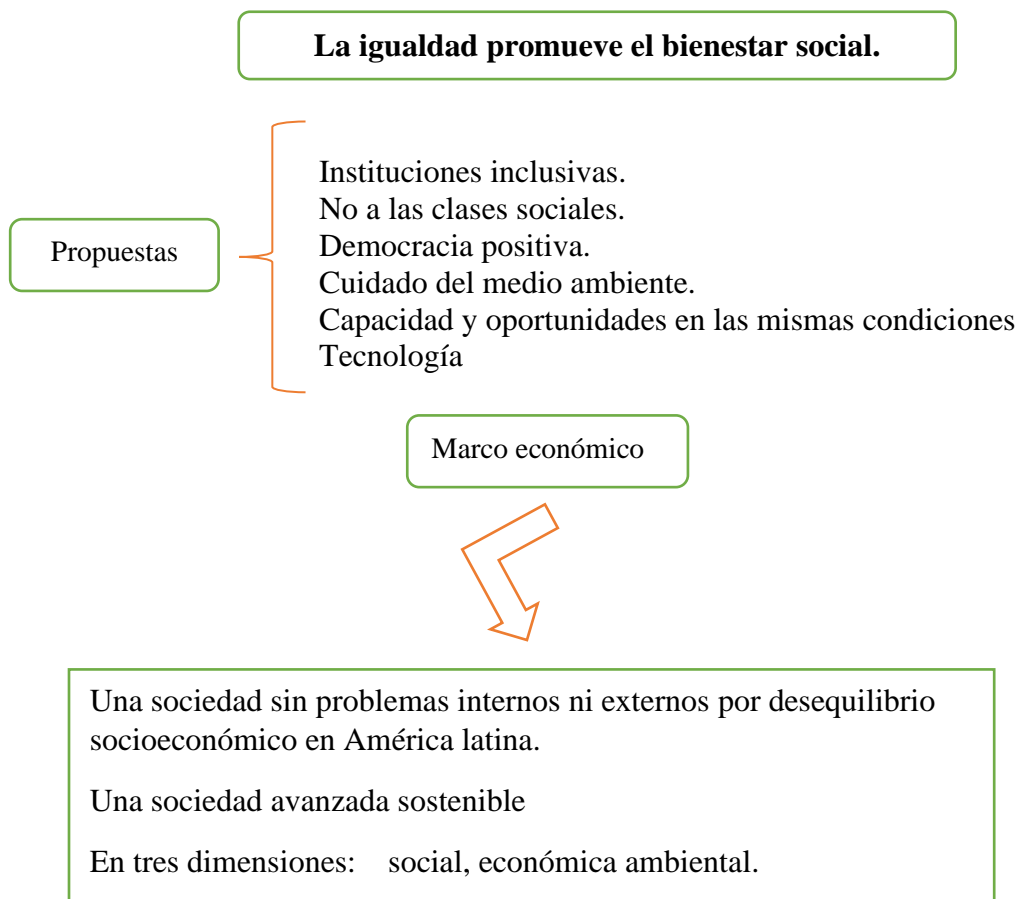 La igualdad promueve el bienestar social.
Propuestas
Instituciones inclusivas.
No a las clases sociales.
Democracia positiva.
Cuidado del medio ambiente.
Capacidad y oportunidades en las mismas condiciones
Tecnología
Marco económico
Una sociedad sin problemas internos ni externos por desequilibrio
socioeconómico en América latina.
Una sociedad avanzada sostenible
En tres dimensiones: social, económica ambiental.